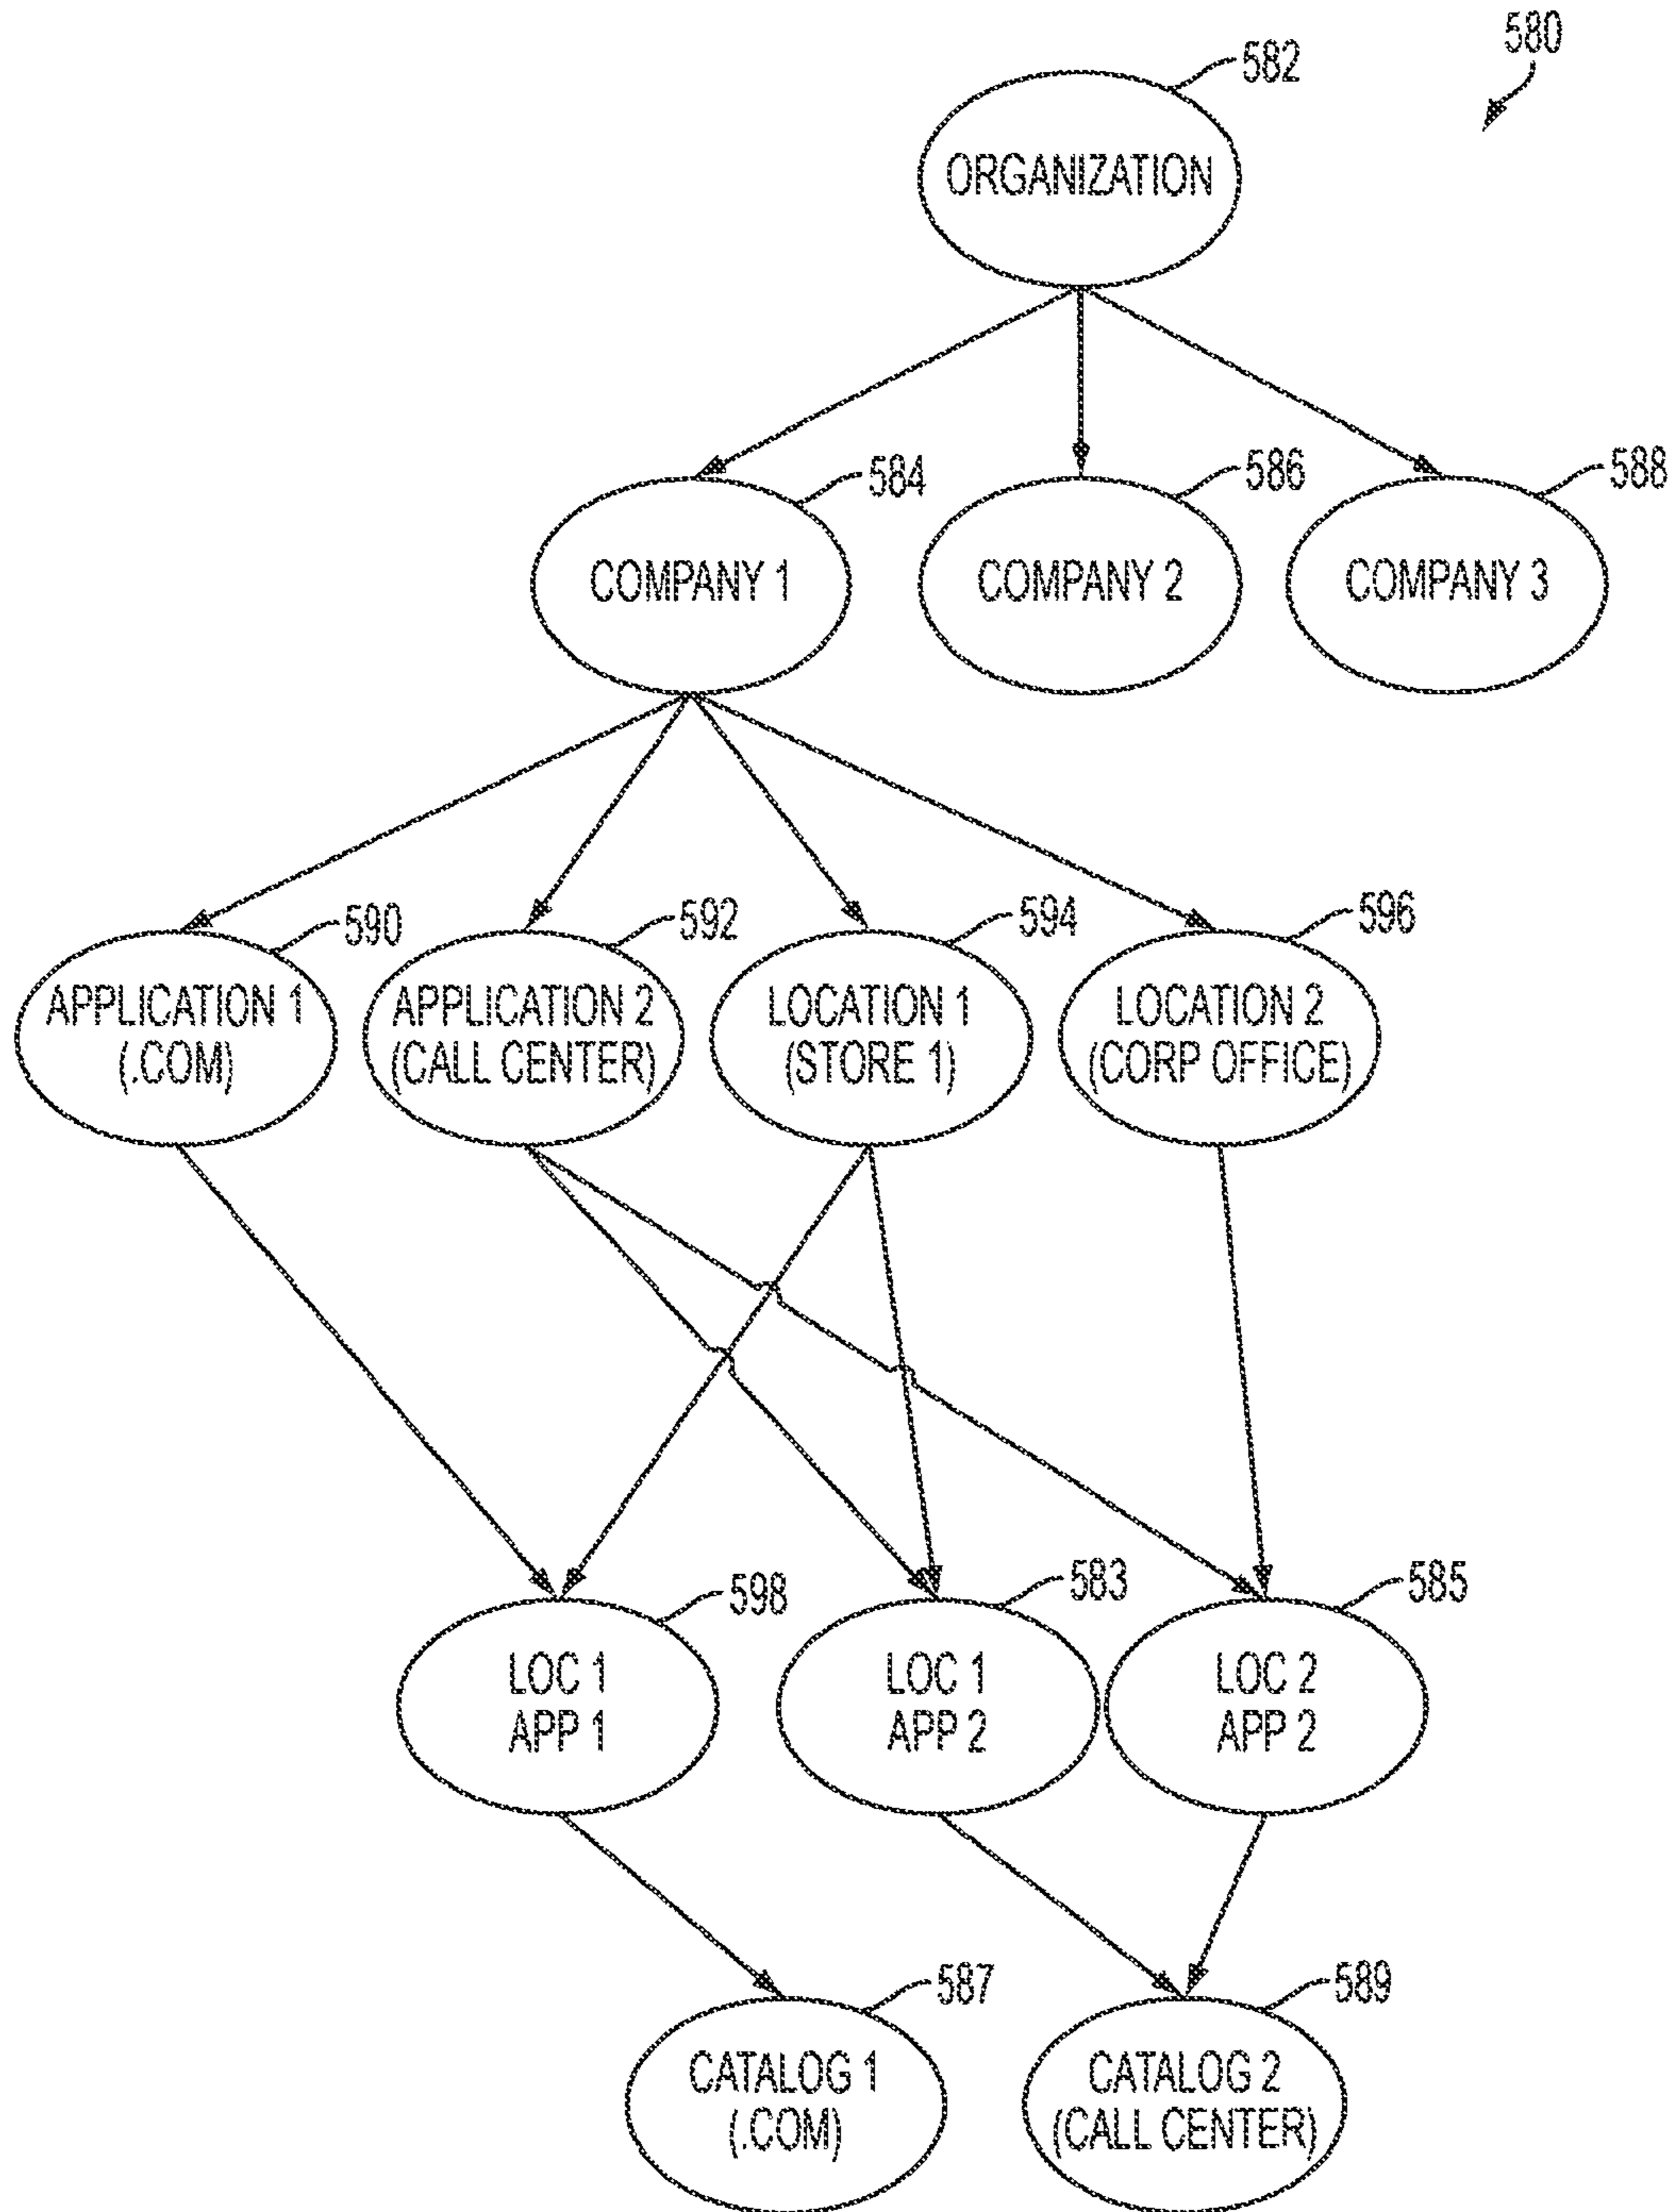 580
582
ORGANIZATION
584
586
588
COMPANY 1
COMPANY 2
COMPANY 3
590
592
594
596
APPLICATION 1
(.COM)
APPLICATION 2
(CALL CENTER)
LOCATION 1
(STORE 1)
LOCATION 2
(CORP OFFICE)
598
583
585
LOC 1
APP 1
LOC 1
APP 2
LOC 2
APP 2
587
589
CATALOG 1
(.COM)
CATALOG 2
(CALL CENTER)